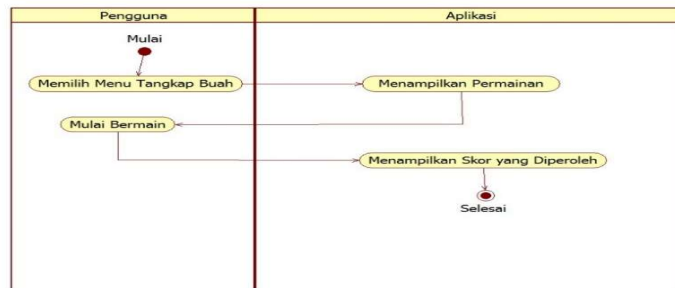 Pengguna
Aplikasi
Mulai
Memilih Menu Tangkap Buah
Menampilkan Permainan
Mulai Bermain
Menampilkan Skor yang Diperoleh
Selesai